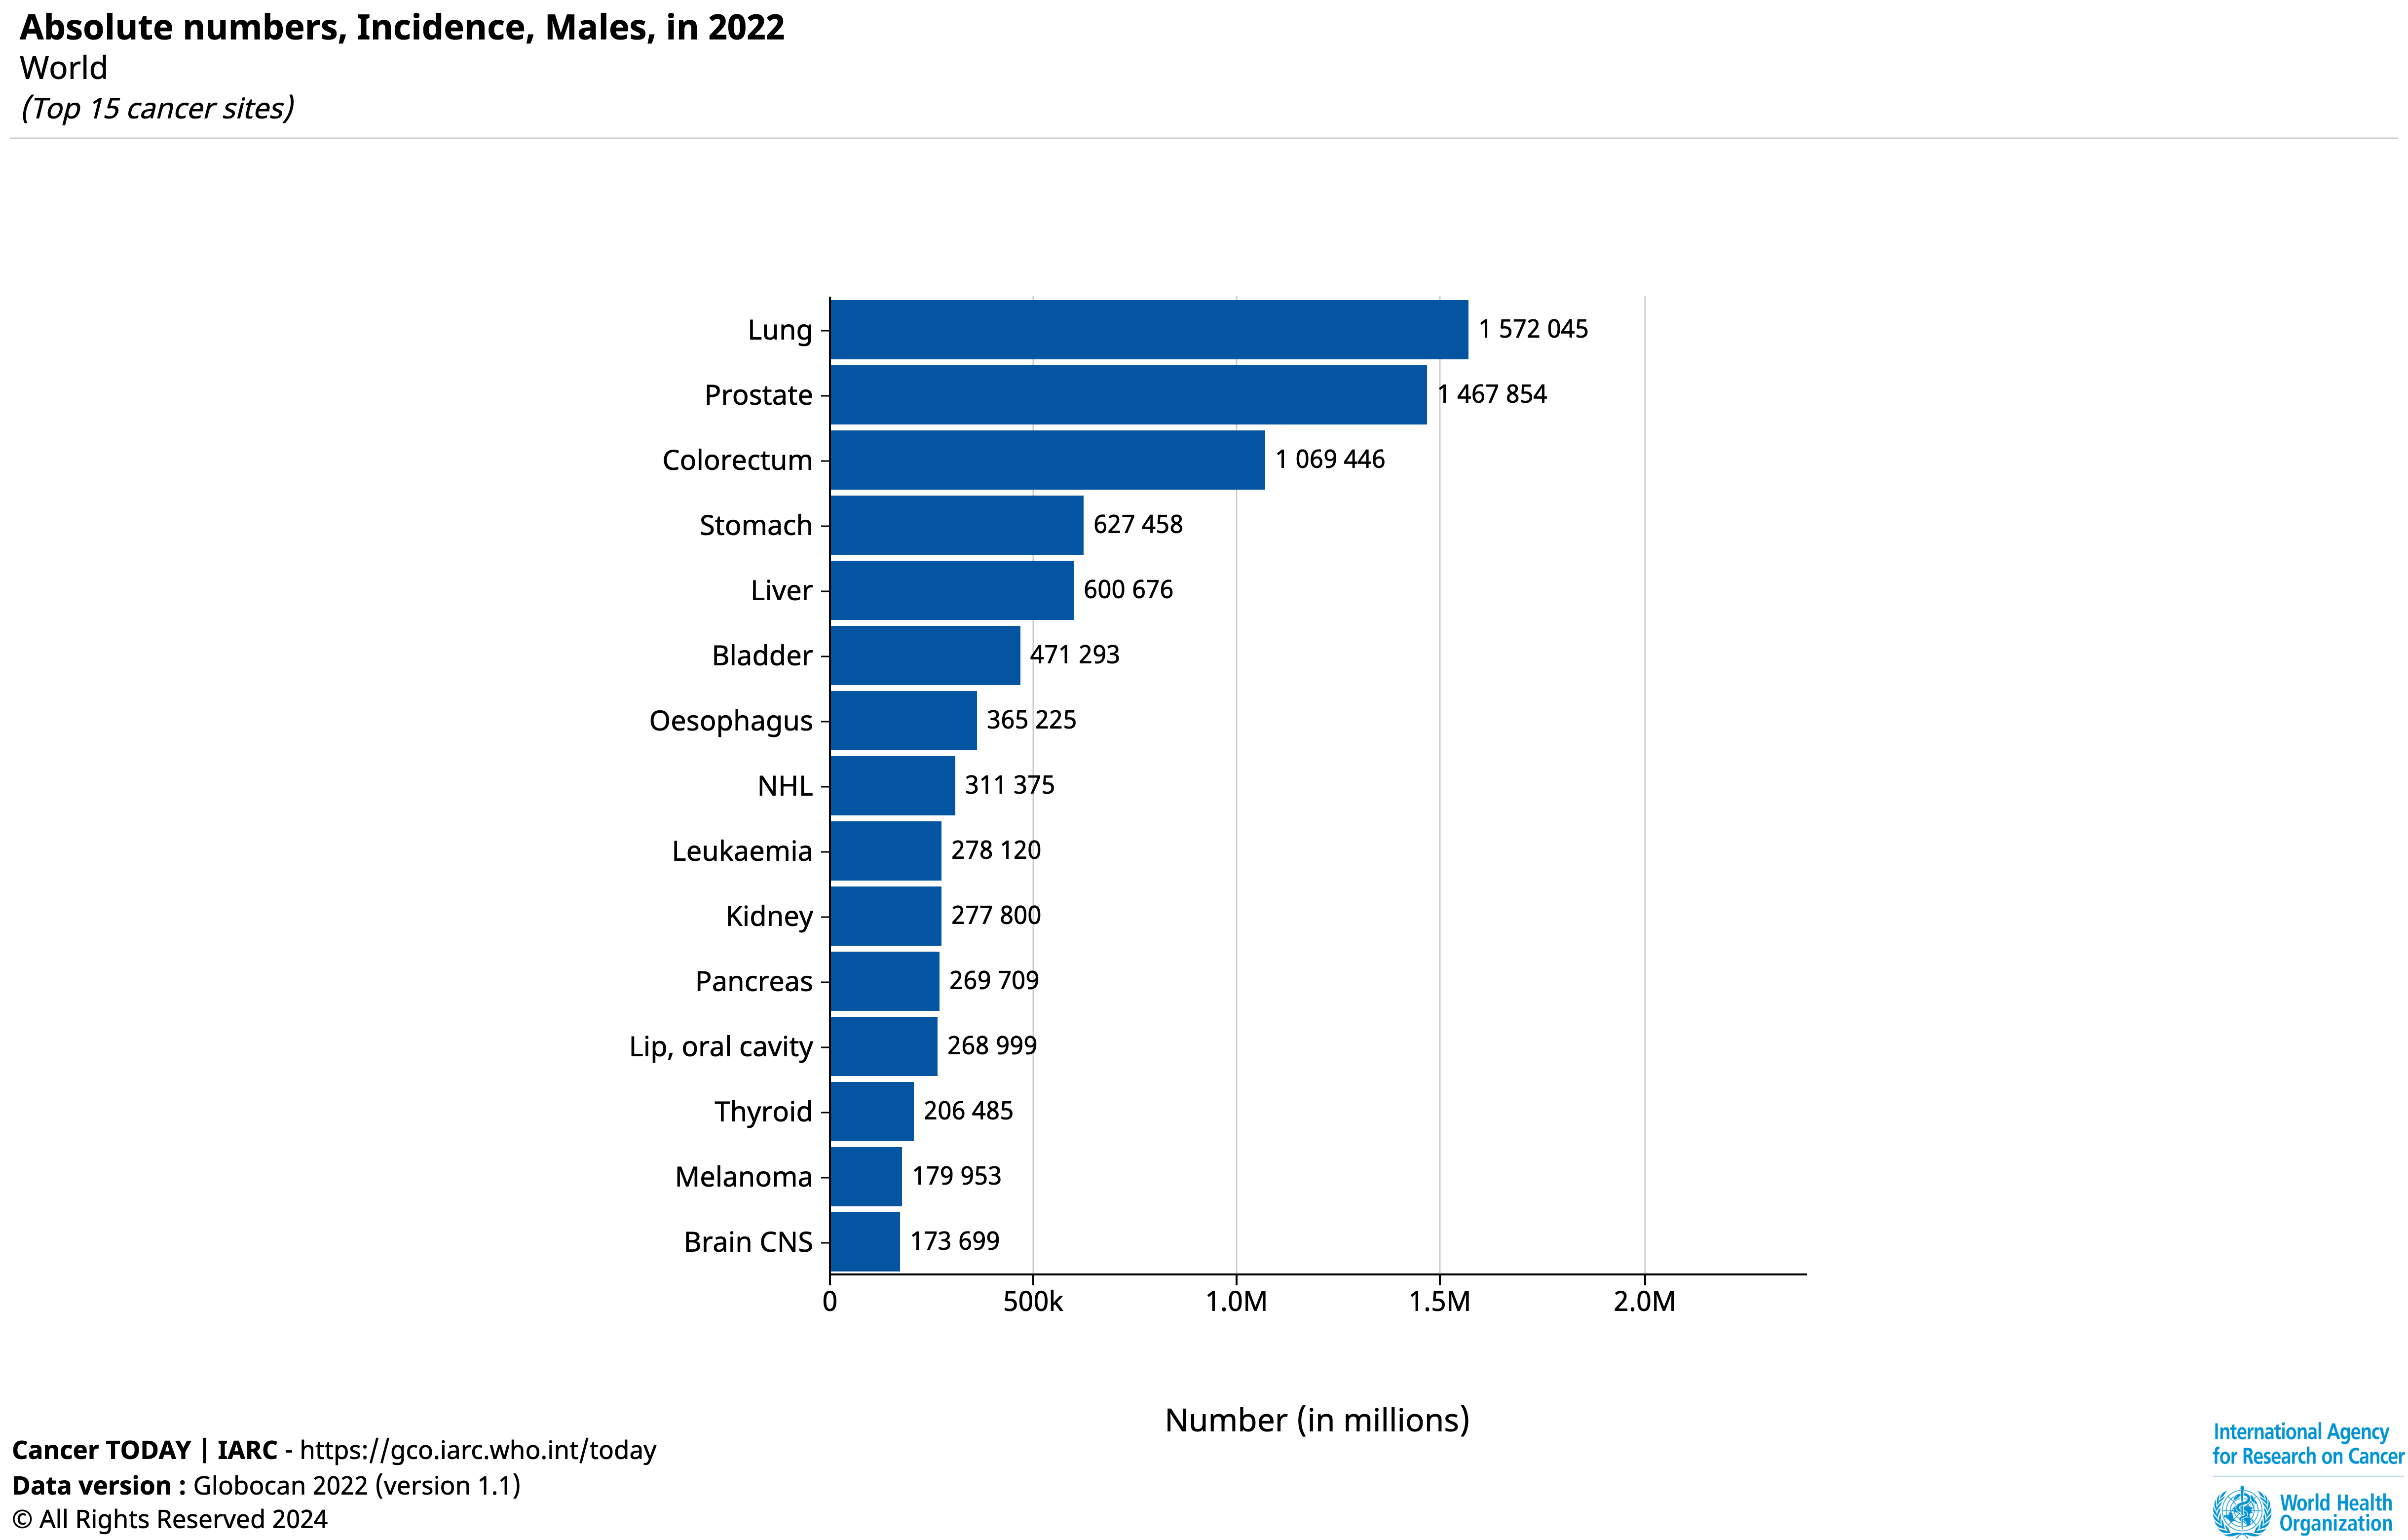 Absolute numbers, Incidence, Males, in 2022
World
(Top 15 cancer sites)
Lung 1 572 045
Prostate 1 467 854
Colorectum 1 069 446
Stomach 627 458
Liver 600 676
Bladder 471 293
Oesophagus 365 225
NHL 311 375
Leukaemia 278 120
Kidney 277 800
Pancreas 269 709
Lip, oral cavity 268 999
Thyroid 206 485
Melanoma 179 953
Brain CNS 173 699
0 500k 1.0M 1.5M 2.0M
Number (in millions)
Cancer TODAY | IARC - https://gco.iarc.who.int/today
Data version : Globocan 2022 (version 1.1)
© All Rights Reserved 2024
International Agency
for Research on Cancer
World Health
Organization